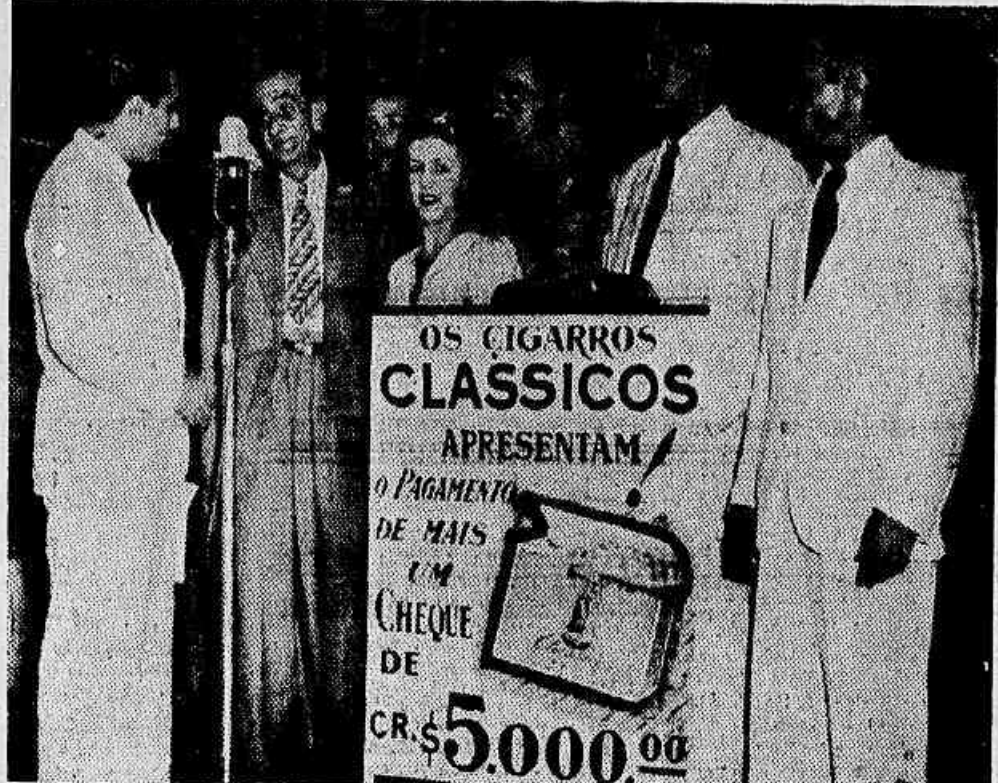 OS CIGARROS
CLASSICOS
APRESENTAM!
O PAGAMENTO
DE MAIS
UM
CHEQUE
DE
CR.$5.000.00